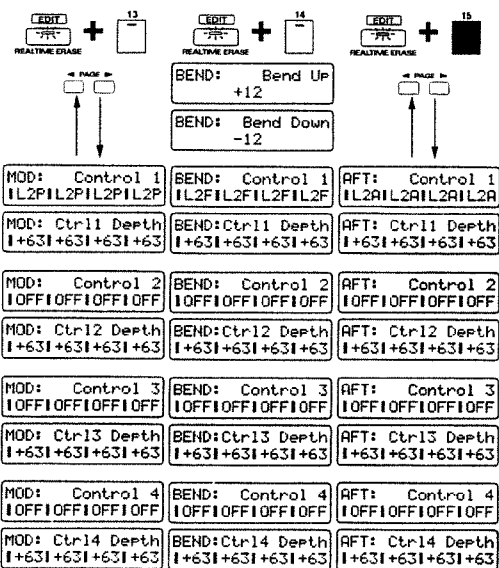 EDIT
REALTIME ERASE
+
13
EDIT
REALTIME ERASE
+
14
EDIT
REALTIME ERASE
+
15
◄ PAGE ►
BEND: Bend Up
+12
BEND: Bend Down
-12
◄ PAGE ►
MOD: Control 1
|L2P|L2P|L2P|L2P
BEND: Control 1
|L2F|L2F|L2F|L2F
AFT: Control 1
|L2A|L2A|L2A|L2A
MOD: Ctrl1 Depth
|+63|+63|+63|+63
BEND:Ctrl1 Depth
|+63|+63|+63|+63
AFT: Ctrl1 Depth
|+63|+63|+63|+63
MOD: Control 2
|OFF|OFF|OFF|OFF
BEND: Control 2
|OFF|OFF|OFF|OFF
AFT: Control 2
|OFF|OFF|OFF|OFF
MOD: Ctrl2 Depth
|+63|+63|+63|+63
BEND:Ctrl2 Depth
|+63|+63|+63|+63
AFT: Ctrl2 Depth
|+63|+63|+63|+63
MOD: Control 3
|OFF|OFF|OFF|OFF
BEND: Control 3
|OFF|OFF|OFF|OFF
AFT: Control 3
|OFF|OFF|OFF|OFF
MOD: Ctrl3 Depth
|+63|+63|+63|+63
BEND:Ctrl3 Depth
|+63|+63|+63|+63
AFT: Ctrl3 Depth
|+63|+63|+63|+63
MOD: Control 4
|OFF|OFF|OFF|OFF
BEND: Control 4
|OFF|OFF|OFF|OFF
AFT: Control 4
|OFF|OFF|OFF|OFF
MOD: Ctrl4 Depth
|+63|+63|+63|+63
BEND:Ctrl4 Depth
|+63|+63|+63|+63
AFT: Ctrl4 Depth
|+63|+63|+63|+63